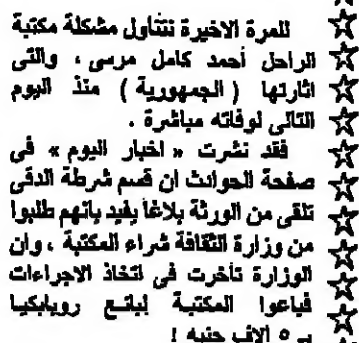 للمرة الاخيرة نتناول مشكلة مكتبة
الراحل أحمد كامل مرسى ، والتى
اثارتها ( الجمهورية ) منذ اليوم
التالى لوفاته مباشرة .
فقد نشرت « اخبار اليوم » فى
صفحة الحوادث ان قسم شرطة الدقى
تلقى من الورثة بلاغا يفيد بانهم طلبوا
من وزارة الثقافة شراء المكتبة ، وان
الوزارة تأخرت فى اتخاذ الاجراءات
فباعوا المكتبة لبائع روبابكيا
بـ ٥ آلاف جنيه !